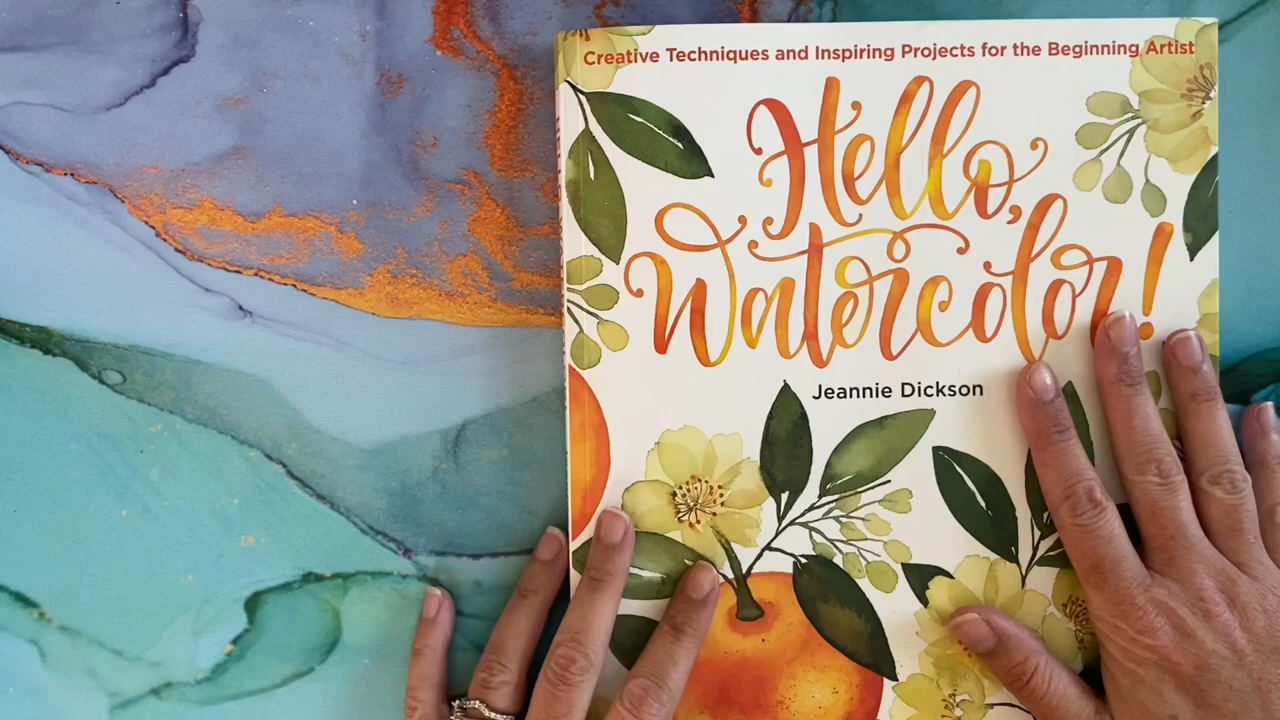 Creative Techniques and Inspiring Projects for the Beginning Artist
Hello,
Watercolor!
Jeannie Dickson